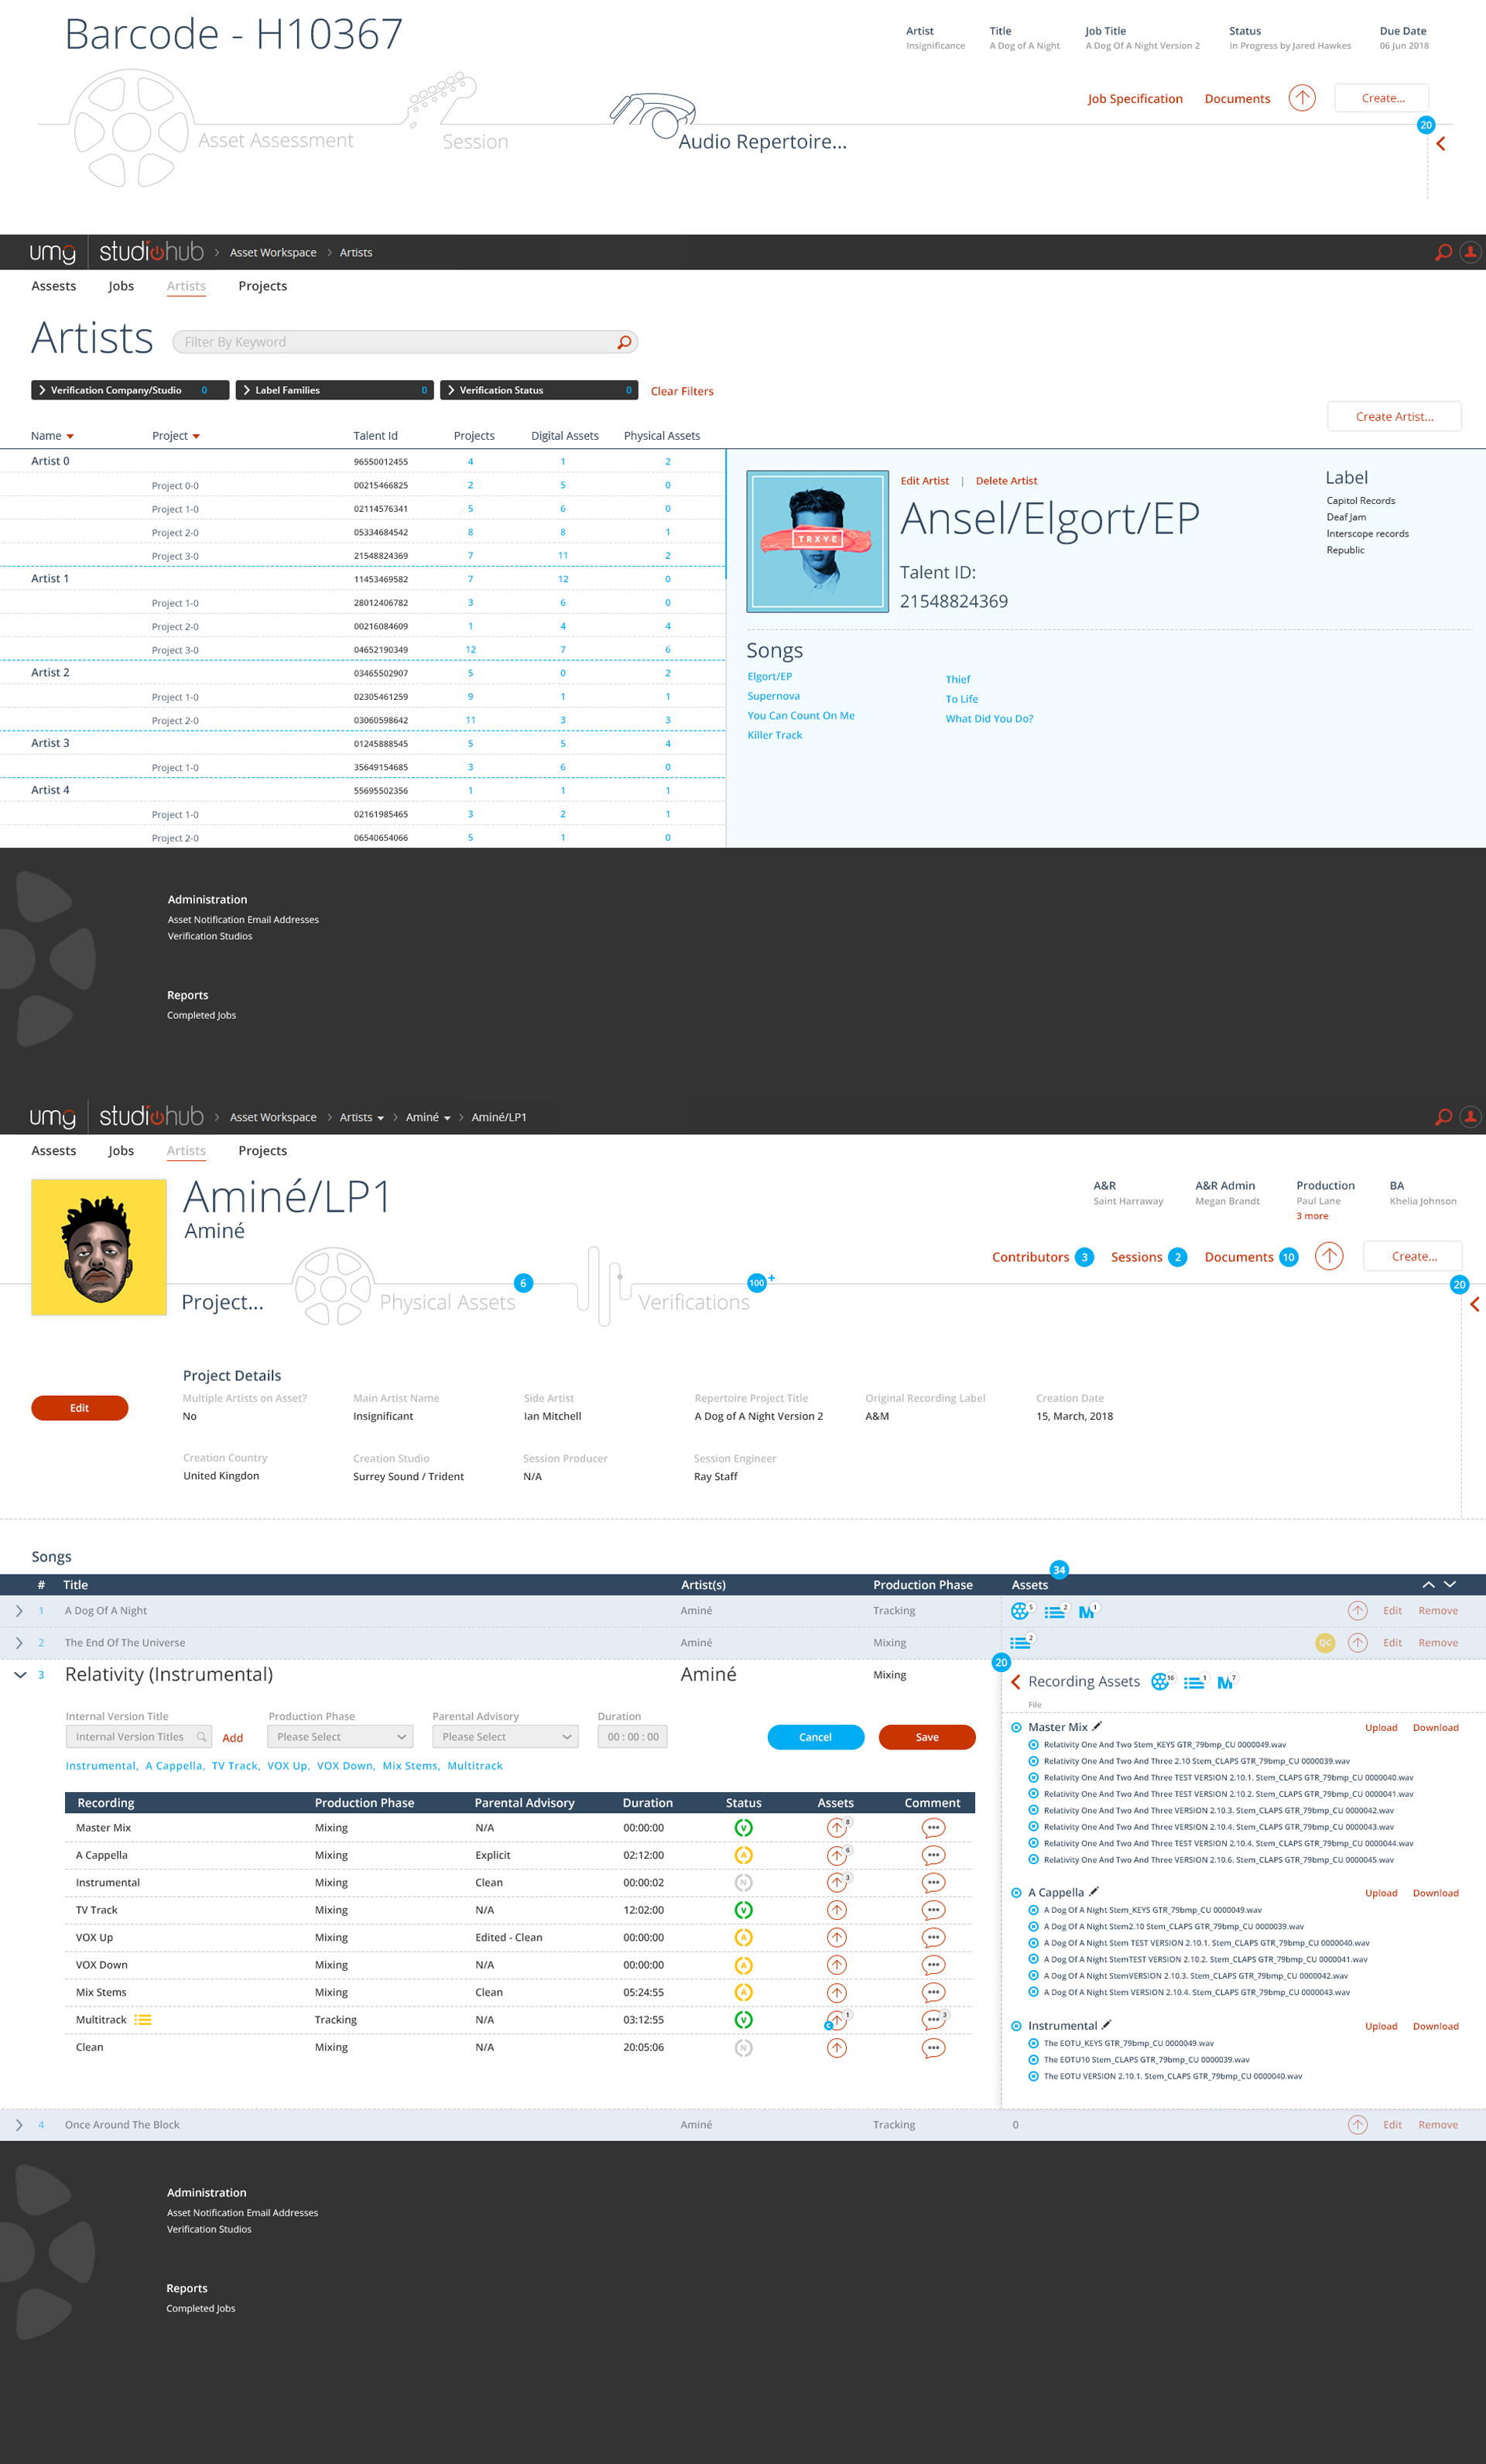 Barcode - H10367
Artist Title Job Title Status Due Date
Insignificance A Dog of A Night A Dog Of A Night Version 2 In Progress by Jared Hawkes 06 Jun 2018
Job Specification Documents Create...
Asset Assessment Session Audio Repertoire... 20
umg studiohub > Asset Workspace > Artists
Assests Jobs Artists Projects
Artists Filter By Keyword
Verification Company/Studio 0 Label Families 0 Verification Status 0 Clear Filters
Create Artist...
Name Project Talent Id Projects Digital Assets Physical Assets
Artist 0 96550012455 4 1 2
Project 0-0 00215466825 2 5 0
Project 1-0 02114576341 5 6 0
Project 2-0 05334684542 8 8 1
Project 3-0 21548824369 7 11 2
Artist 1 11453469582 7 12 0
Project 1-0 28012406782 3 6 0
Project 2-0 00216084609 1 4 4
Project 3-0 04652190349 12 7 6
Artist 2 03465502907 5 0 2
Project 1-0 02305461259 9 1 1
Project 2-0 03060598642 11 3 3
Artist 3 01245888545 5 5 4
Project 1-0 35649154685 3 6 0
Artist 4 55695502356 1 1 1
Project 1-0 02161985465 3 2 1
Project 2-0 06540654066 5 1 0
TRXYE
Edit Artist | Delete Artist
Ansel/Elgort/EP
Talent ID:
21548824369
Label
Capitol Records
Deaf Jam
Interscope records
Republic
Songs
Elgort/EP
Supernova
You Can Count On Me
Killer Track
Thief
To Life
What Did You Do?
Administration
Asset Notification Email Addresses
Verification Studios
Reports
Completed Jobs
umg studiohub > Asset Workspace > Artists > Aminé > Aminé/LP1
Assests Jobs Artists Projects
Aminé/LP1
Aminé
A&R A&R Admin Production BA
Saint Harraway Megan Brandt Paul Lane Khelia Johnson
3 more
Contributors 3 Sessions 2 Documents 10 Create...
Project... Physical Assets 6 Verifications 100+ 20
Project Details
Edit
Multiple Artists on Asset? Main Artist Name Side Artist Repertoire Project Title Original Recording Label Creation Date
No Insignificant Ian Mitchell A Dog of A Night Version 2 A&M 15, March, 2018
Creation Country Creation Studio Session Producer Session Engineer
United Kingdon Surrey Sound / Trident N/A Ray Staff
Songs
# Title Artist(s) Production Phase Assets 34
1 A Dog Of A Night Aminé Tracking 5 2 M 1 Edit Remove
2 The End Of The Universe Aminé Mixing 2 QC Edit Remove
3 Relativity (Instrumental) Aminé Mixing
Internal Version Title Production Phase Parental Advisory Duration
Internal Version Titles Add Please Select Please Select 00 : 00 : 00 Cancel Save
Instrumental, A Cappella, TV Track, VOX Up, VOX Down, Mix Stems, Multitrack
Recording Production Phase Parental Advisory Duration Status Assets Comment
Master Mix Mixing N/A 00:00:00 V 8
A Cappella Mixing Explicit 02:12:00 A 6
Instrumental Mixing Clean 00:00:02 N 3
TV Track Mixing N/A 12:02:00 V
VOX Up Mixing Edited - Clean 00:00:00 A
VOX Down Mixing N/A 00:00:00 A
Mix Stems Mixing Clean 05:24:55 A
Multitrack Tracking N/A 03:12:55 V C 1 3
Clean Mixing N/A 20:05:06 N
20
Recording Assets 16 1 M 7
File
Master Mix Upload Download
Relativity One And Two Stem_KEYS GTR_79bmp_CU 0000049.wav
Relativity One And Two And Three 2.10 Stem_CLAPS GTR_79bmp_CU 0000039.wav
Relativity One And Two And Three TEST VERSION 2.10.1. Stem_CLAPS GTR_79bmp_CU 0000040.wav
Relativity One And Two And Three TEST VERSION 2.10.2. Stem_CLAPS GTR_79bmp_CU 0000041.wav
Relativity One And Two And Three VERSION 2.10.3. Stem_CLAPS GTR_79bmp_CU 0000042.wav
Relativity One And Two And Three VERSION 2.10.4. Stem_CLAPS GTR_79bmp_CU 0000043.wav
Relativity One And Two And Three TEST VERSION 2.10.4. Stem_CLAPS GTR_79bmp_CU 0000044.wav
Relativity One And Two And Three VERSION 2.10.6. Stem_CLAPS GTR_79bmp_CU 0000045.wav
A Cappella Upload Download
A Dog Of A Night Stem_KEYS GTR_79bmp_CU 0000049.wav
A Dog Of A Night Stem2.10 Stem_CLAPS GTR_79bmp_CU 0000039.wav
A Dog Of A Night Stem TEST VERSION 2.10.1. Stem_CLAPS GTR_79bmp_CU 0000040.wav
A Dog Of A Night StemTEST VERSION 2.10.2. Stem_CLAPS GTR_79bmp_CU 0000041.wav
A Dog Of A Night StemVERSION 2.10.3. Stem_CLAPS GTR_79bmp_CU 0000042.wav
A Dog Of A Night Stem VERSION 2.10.4. Stem_CLAPS GTR_79bmp_CU 0000043.wav
Instrumental Upload Download
The EOTU_KEYS GTR_79bmp_CU 0000049.wav
The EOTU10 Stem_CLAPS GTR_79bmp_CU 0000039.wav
The EOTU VERSION 2.10.1. Stem_CLAPS GTR_79bmp_CU 0000040.wav
4 Once Around The Block Aminé Tracking 0 Edit Remove
Administration
Asset Notification Email Addresses
Verification Studios
Reports
Completed Jobs